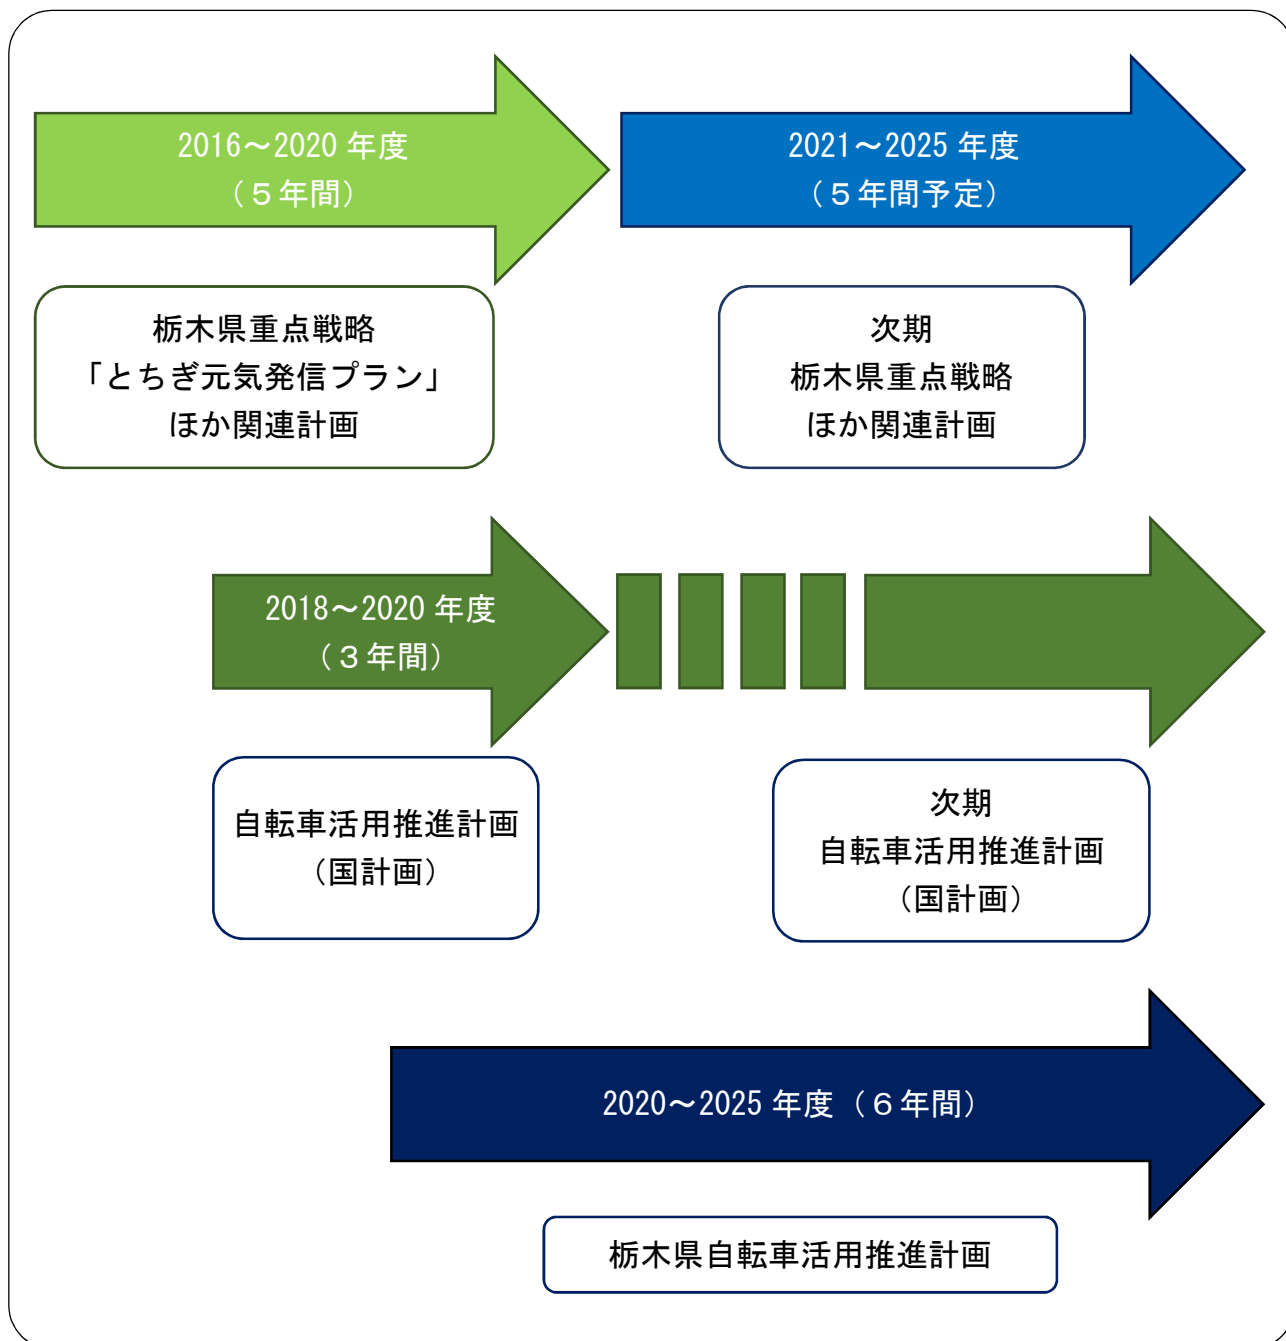 2016～2020 年度
（５年間）
2021～2025 年度
（５年間予定）
栃木県重点戦略
「とちぎ元気発信プラン」
ほか関連計画
次期
栃木県重点戦略
ほか関連計画
2018～2020 年度
（３年間）
自転車活用推進計画
（国計画）
次期
自転車活用推進計画
（国計画）
2020～2025 年度（６年間）
栃木県自転車活用推進計画